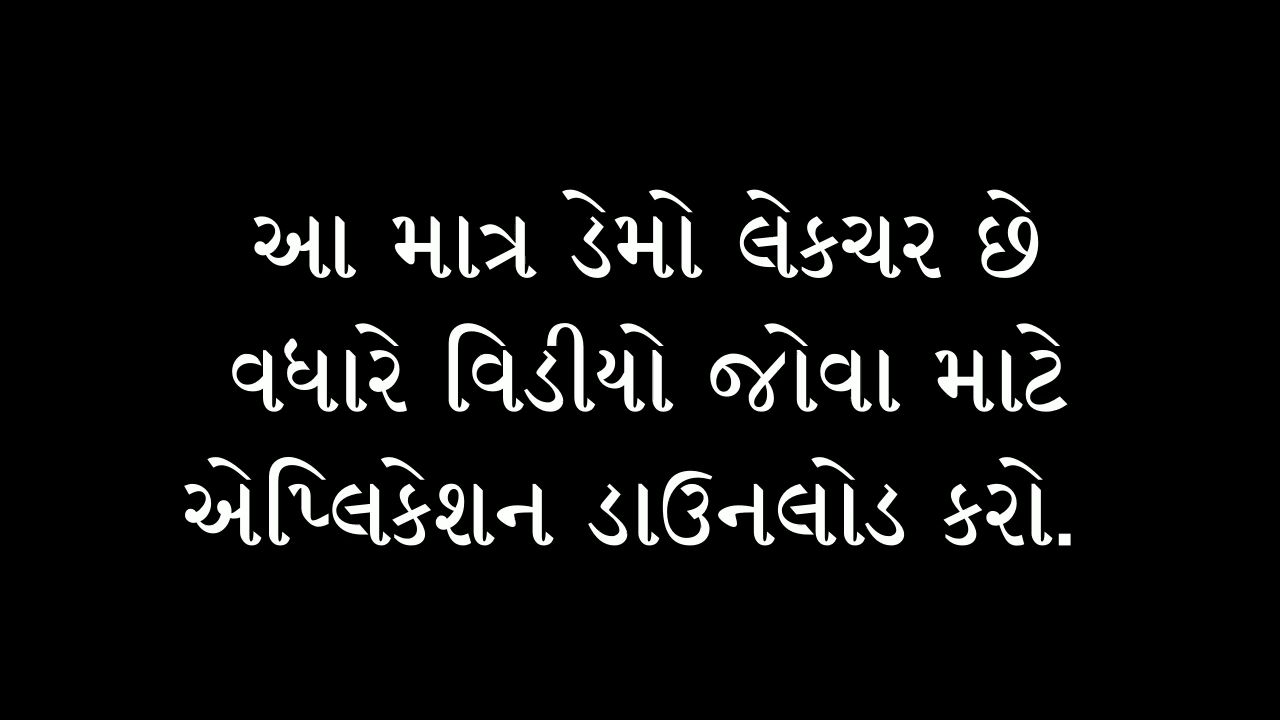 આ માત્ર ડેમો લેકચર છે
વધારે વિડીયો જોવા માટે
એપ્લિકેશન ડાઉનલોડ કરો.